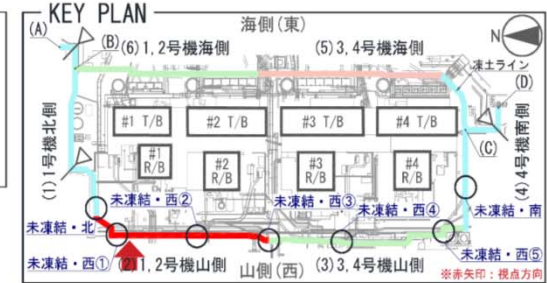 KEY PLAN
海側(東)
N
(A)
(B)
(6)1,2号機海側
(5)3,4号機海側
凍土ライン
(D)
(1)1号機北側
#1 T/B
#2 T/B
#3 T/B
#4 T/B
(C)
(4)4号機南側
#1
R/B
#2
R/B
#3
R/B
#4
R/B
未凍結・西②
未凍結・西③
未凍結・西④
未凍結・南
未凍結・北
未凍結・西①
(2)1,2号機山側
山側(西)
(3)3,4号機山側
未凍結・西⑤
※赤矢印:視点方向